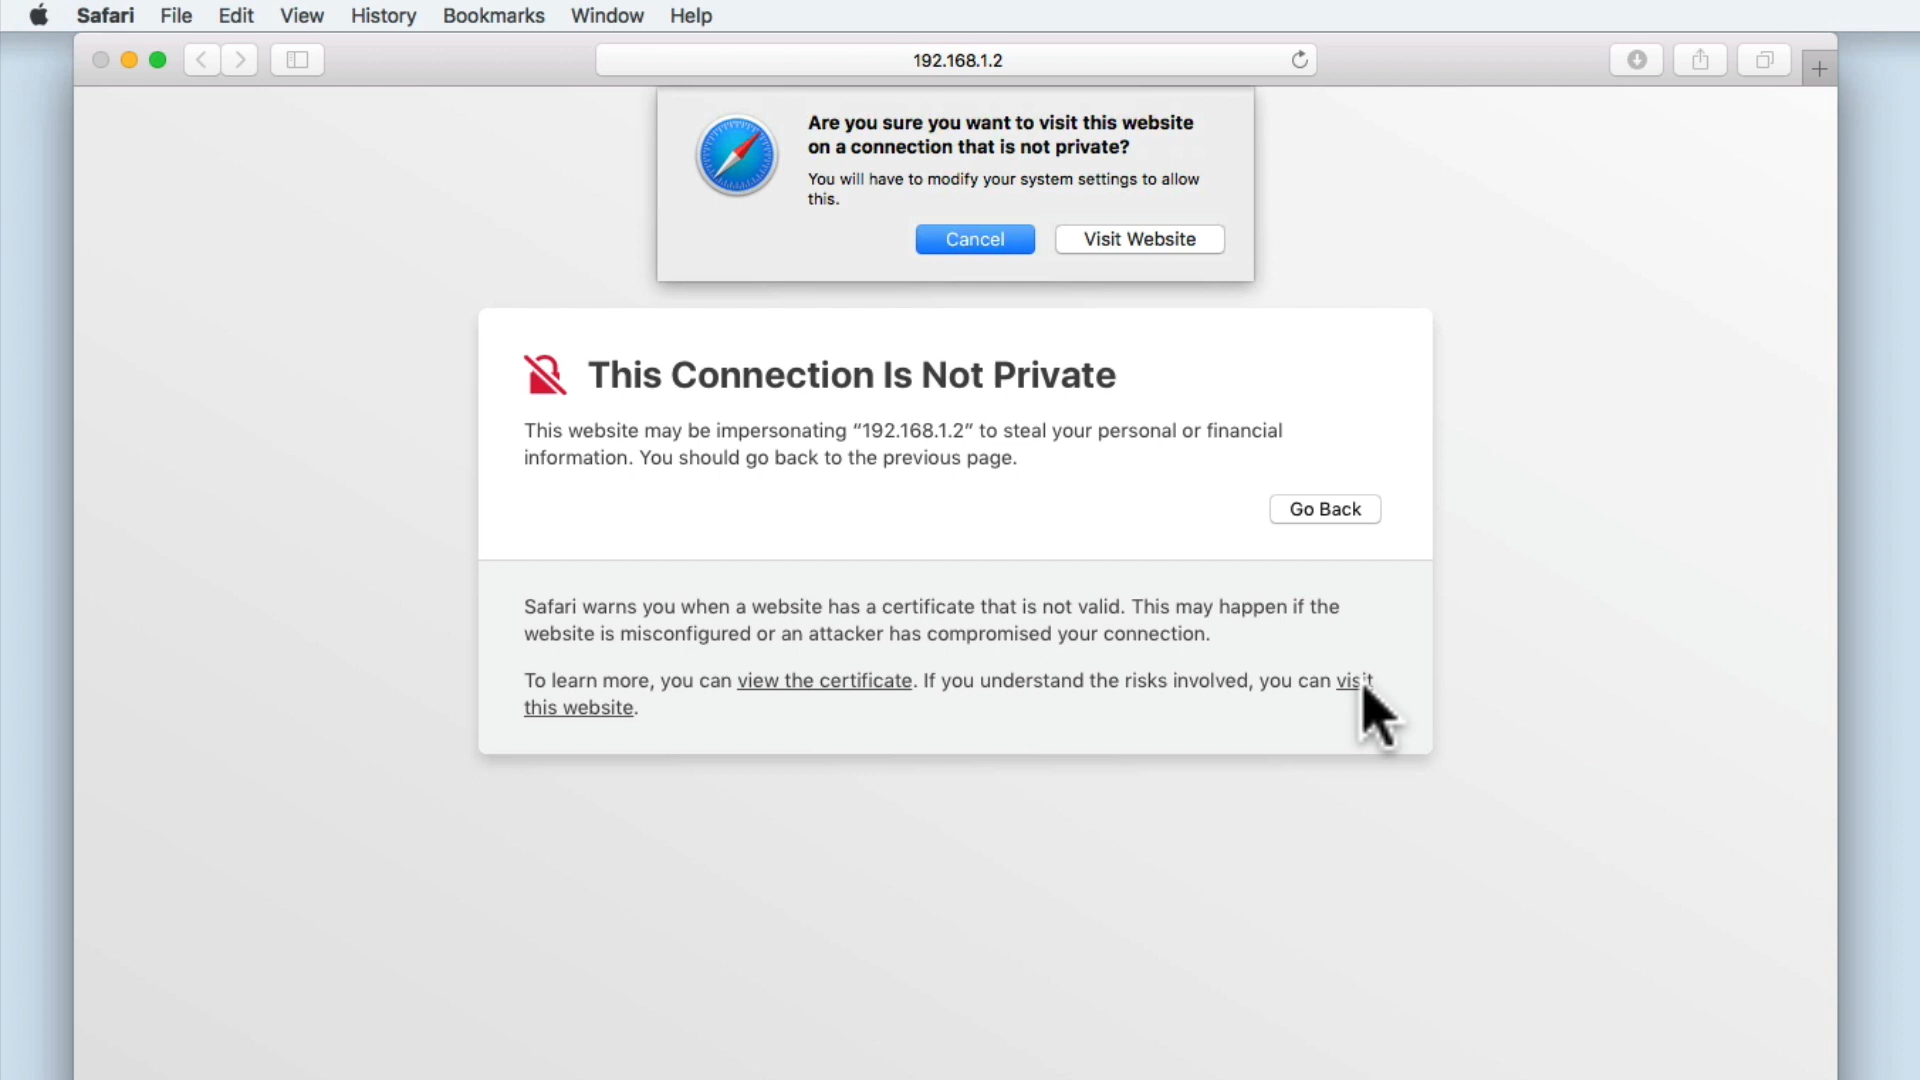 Safari File Edit View History Bookmarks Window Help
192.168.1.2
Are you sure you want to visit this website
on a connection that is not private?
You will have to modify your system settings to allow
this.
Cancel Visit Website
This Connection Is Not Private
This website may be impersonating “192.168.1.2” to steal your personal or financial
information. You should go back to the previous page.
Go Back
Safari warns you when a website has a certificate that is not valid. This may happen if the
website is misconfigured or an attacker has compromised your connection.
To learn more, you can view the certificate. If you understand the risks involved, you can visit
this website.